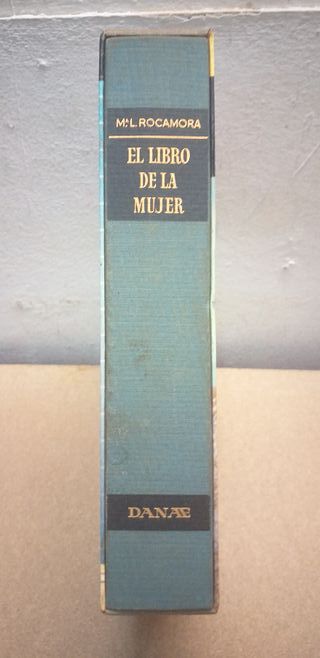 Mª L. ROCAMORA
EL LIBRO
DE LA
MUJER
DANAE